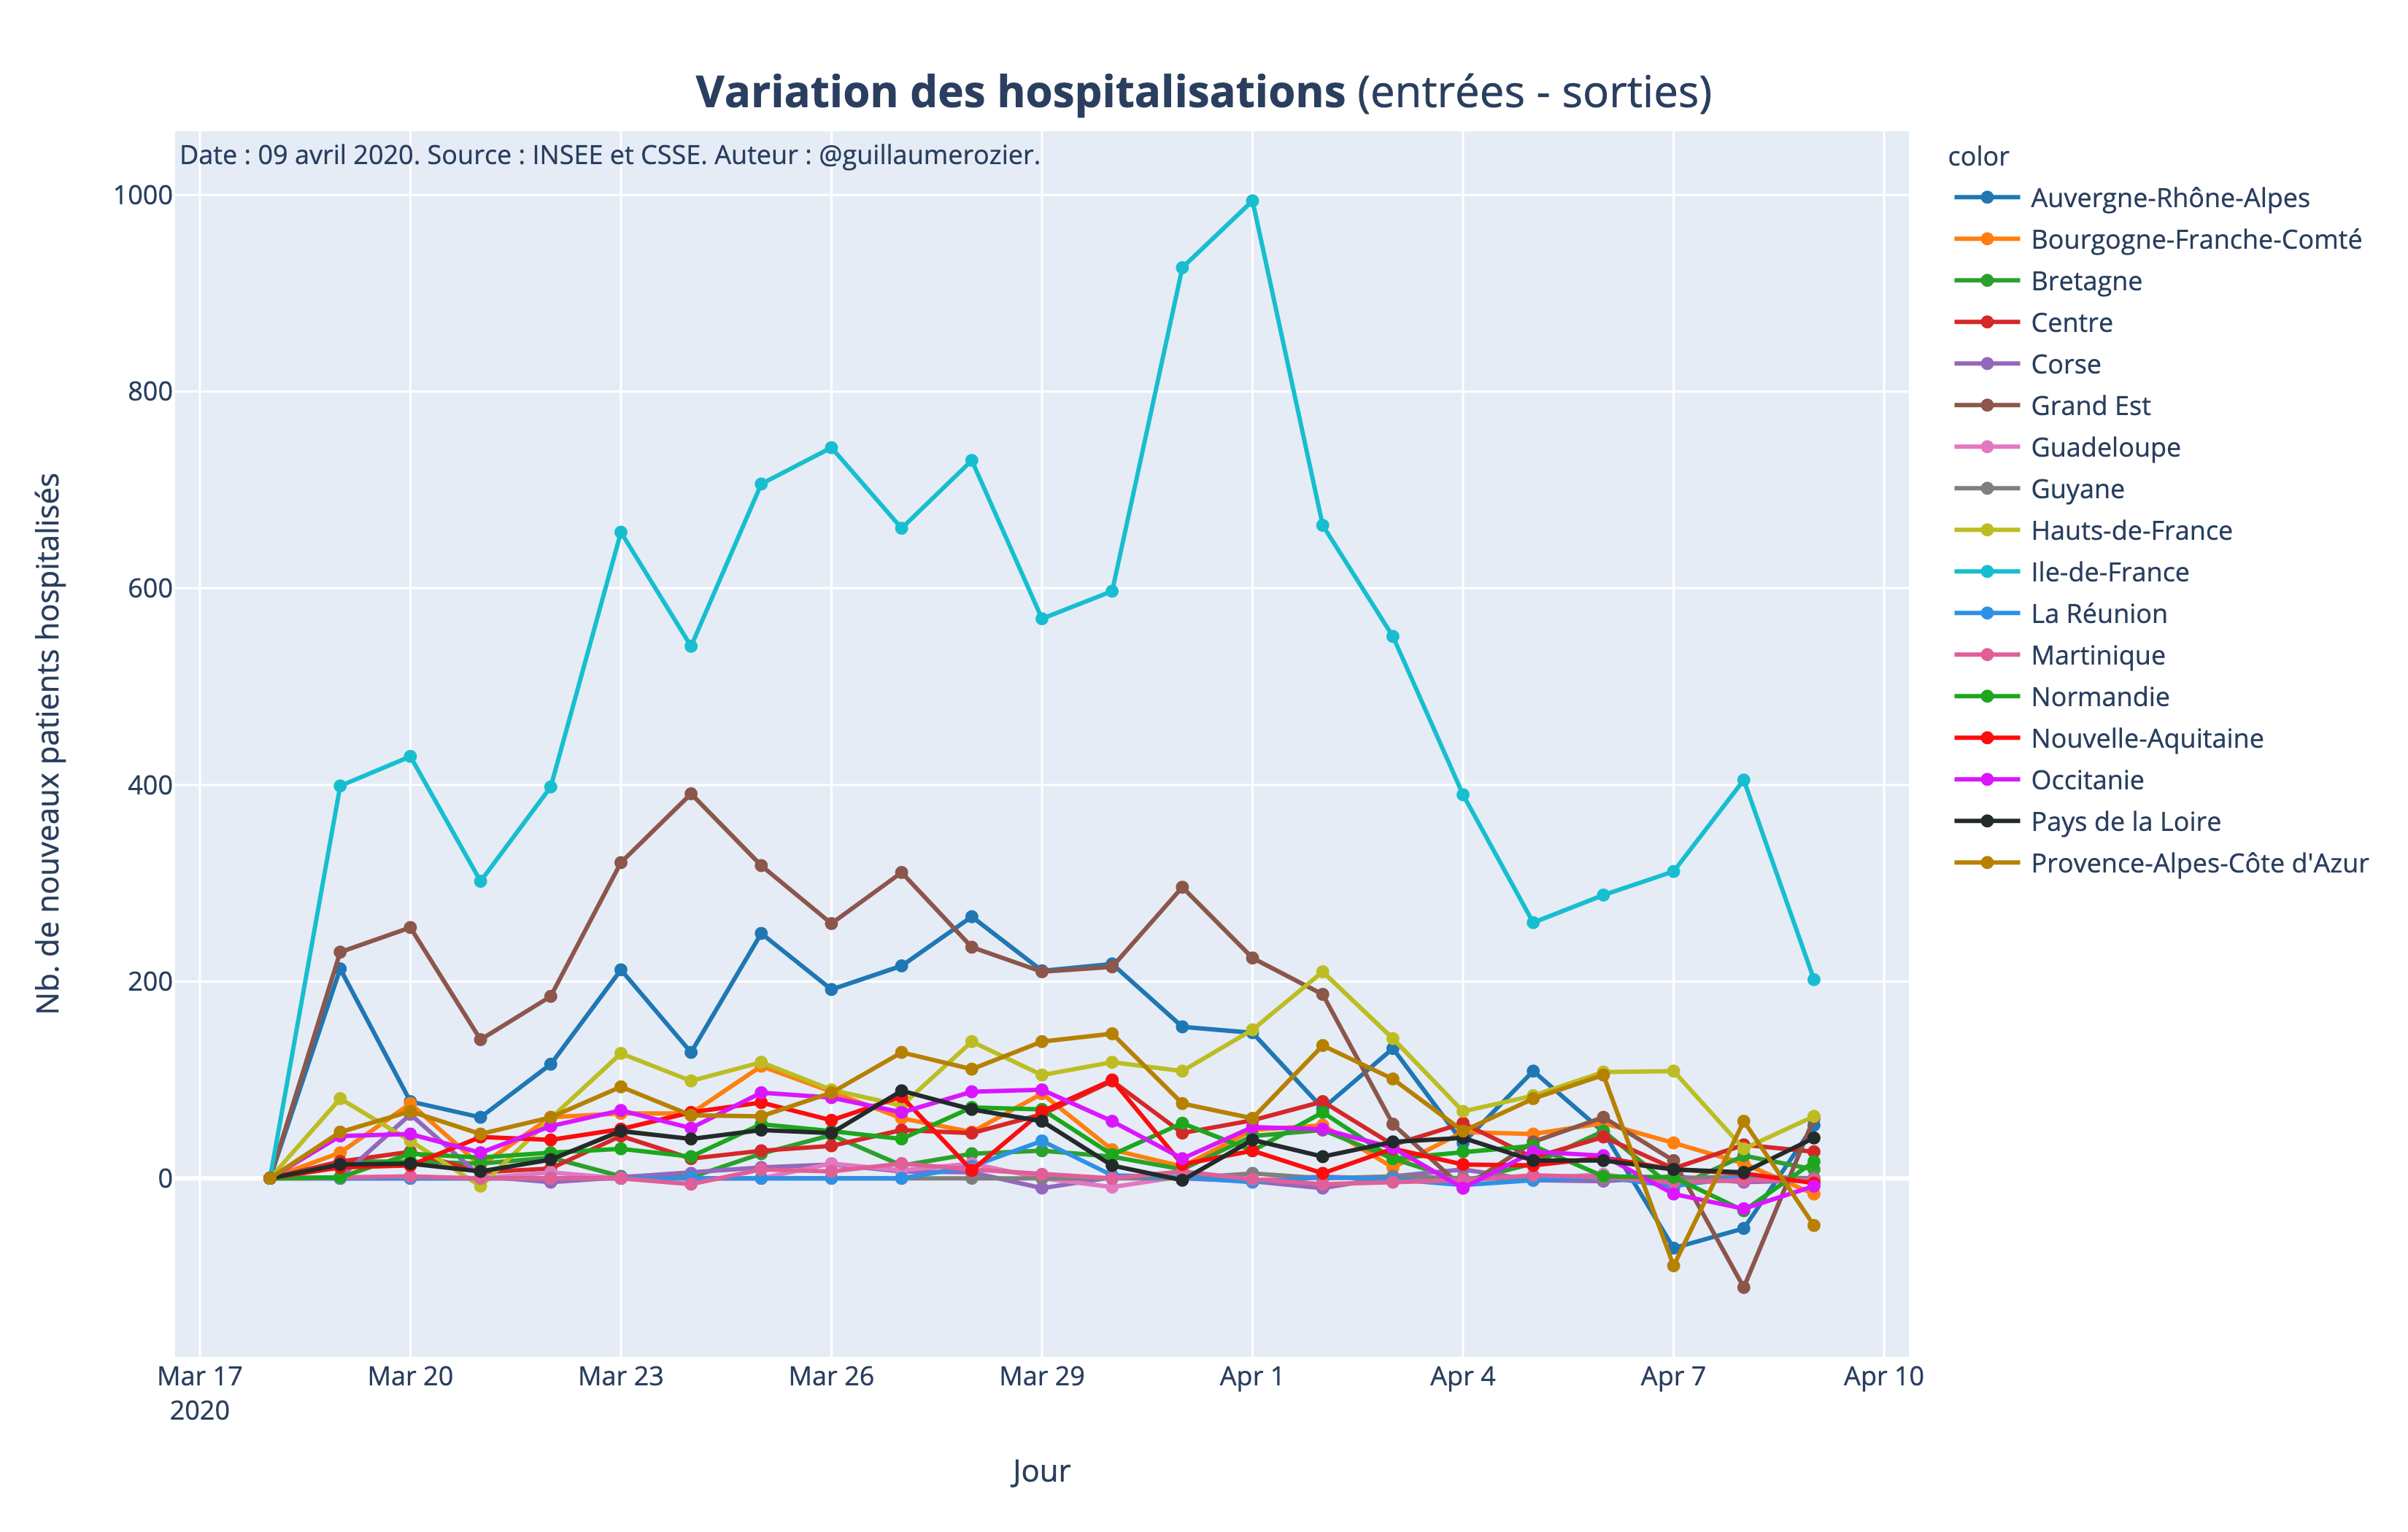 Variation des hospitalisations (entrées - sorties)
Date : 09 avril 2020. Source : INSEE et CSSE. Auteur : @guillaumerozier.
Nb. de nouveaux patients hospitalisés
1000
800
600
400
200
0
Mar 17
2020
Mar 20
Mar 23
Mar 26
Mar 29
Apr 1
Apr 4
Apr 7
Apr 10
Jour
color
Auvergne-Rhône-Alpes
Bourgogne-Franche-Comté
Bretagne
Centre
Corse
Grand Est
Guadeloupe
Guyane
Hauts-de-France
Ile-de-France
La Réunion
Martinique
Normandie
Nouvelle-Aquitaine
Occitanie
Pays de la Loire
Provence-Alpes-Côte d'Azur